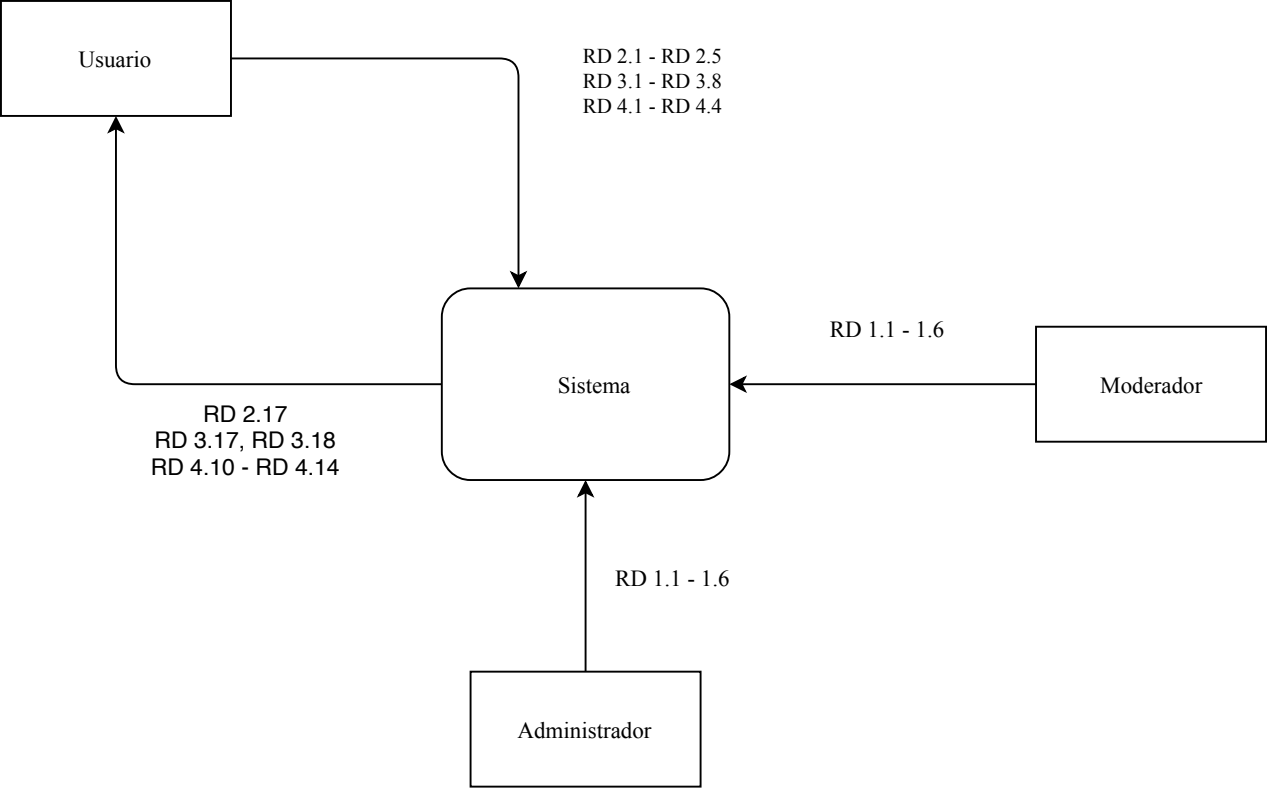 Usuario
RD 2.1 - RD 2.5
RD 3.1 - RD 3.8
RD 4.1 - RD 4.4
RD 1.1 - 1.6
Sistema
Moderador
RD 2.17
RD 3.17, RD 3.18
RD 4.10 - RD 4.14
RD 1.1 - 1.6
Administrador